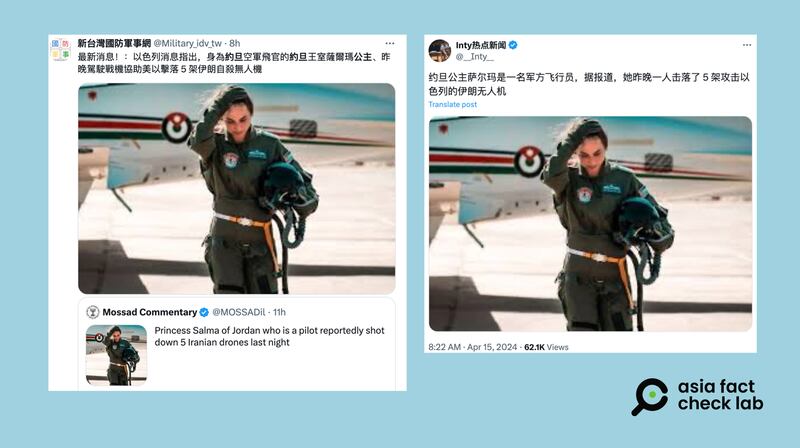 新台灣國防軍事網 @Military_idv_tw · 8h
最新消息！：以色列消息指出，身為約旦空軍飛官的約旦王室薩爾瑪公主、昨
晚駕駛戰機協助美以擊落 5 架伊朗自殺無人機
Mossad Commentary @MOSSADil · 11h
Princess Salma of Jordan who is a pilot reportedly shot
down 5 Iranian drones last night
Inty热点新闻
@__Inty__
约旦公主萨尔玛是一名军方飞行员，据报道，她昨晚一人击落了 5 架攻击以
色列的伊朗无人机
Translate post
8:22 AM · Apr 15, 2024 · 62.1K Views
asia fact
check lab